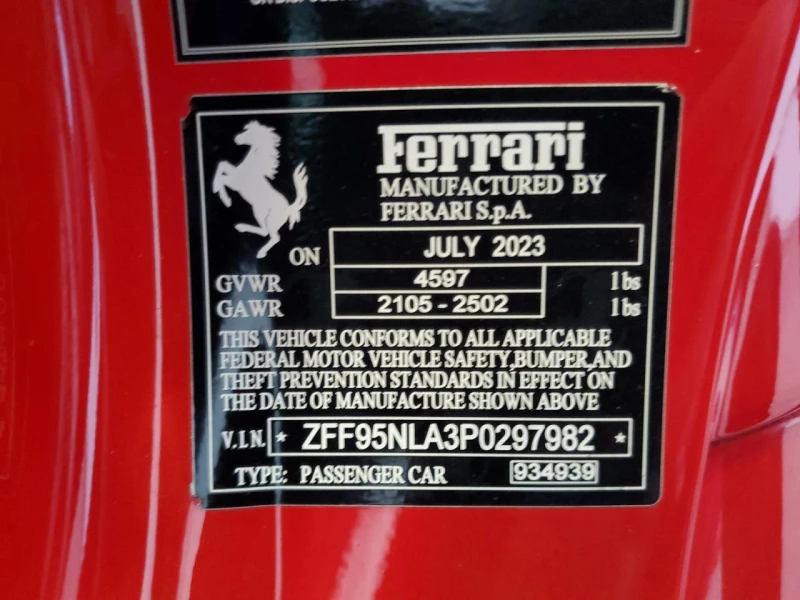 Ferrari
MANUFACTURED BY
FERRARI S.p.A.
ON JULY 2023
GVWR 4597 lbs
GAWR 2105 - 2502 lbs
THIS VEHICLE CONFORMS TO ALL APPLICABLE
FEDERAL MOTOR VEHICLE SAFETY,BUMPER,AND
THEFT PREVENTION STANDARDS IN EFFECT ON
THE DATE OF MANUFACTURE SHOWN ABOVE
V.I.N. * ZFF95NLA3P0297982 *
TYPE: PASSENGER CAR 934939